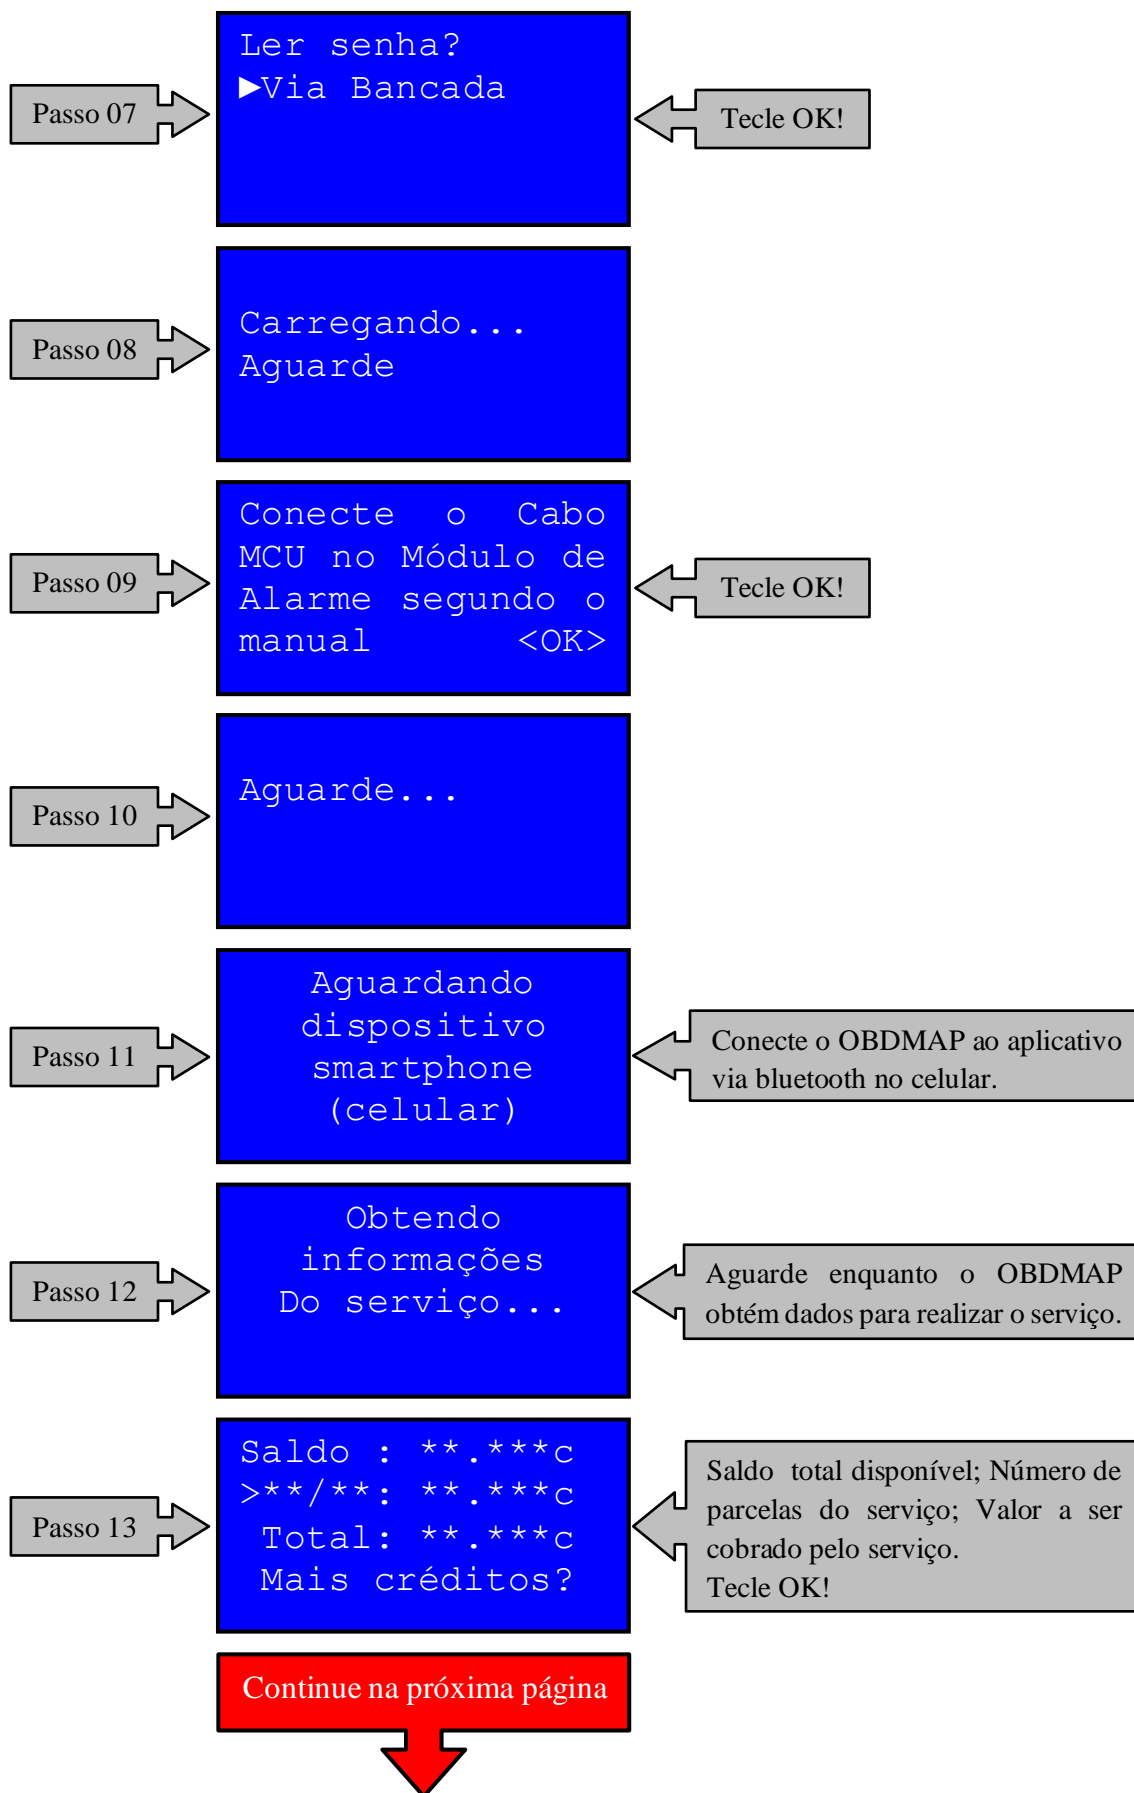 Passo 07
Ler senha?
►Via Bancada
Tecle OK!
Passo 08
Carregando...
Aguarde
Passo 09
Conecte o Cabo
MCU no Módulo de
Alarme segundo o
manual <OK>
Tecle OK!
Passo 10
Aguarde...
Passo 11
Aguardando
dispositivo
smartphone
(celular)
Conecte o OBDMAP ao aplicativo
via bluetooth no celular.
Passo 12
Obtendo
informações
Do serviço...
Aguarde enquanto o OBDMAP
obtém dados para realizar o serviço.
Passo 13
Saldo : **.***c
>**/**: **.***c
Total: **.***c
Mais créditos?
Saldo total disponível; Número de
parcelas do serviço; Valor a ser
cobrado pelo serviço.
Tecle OK!
Continue na próxima página